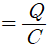 = Q/C